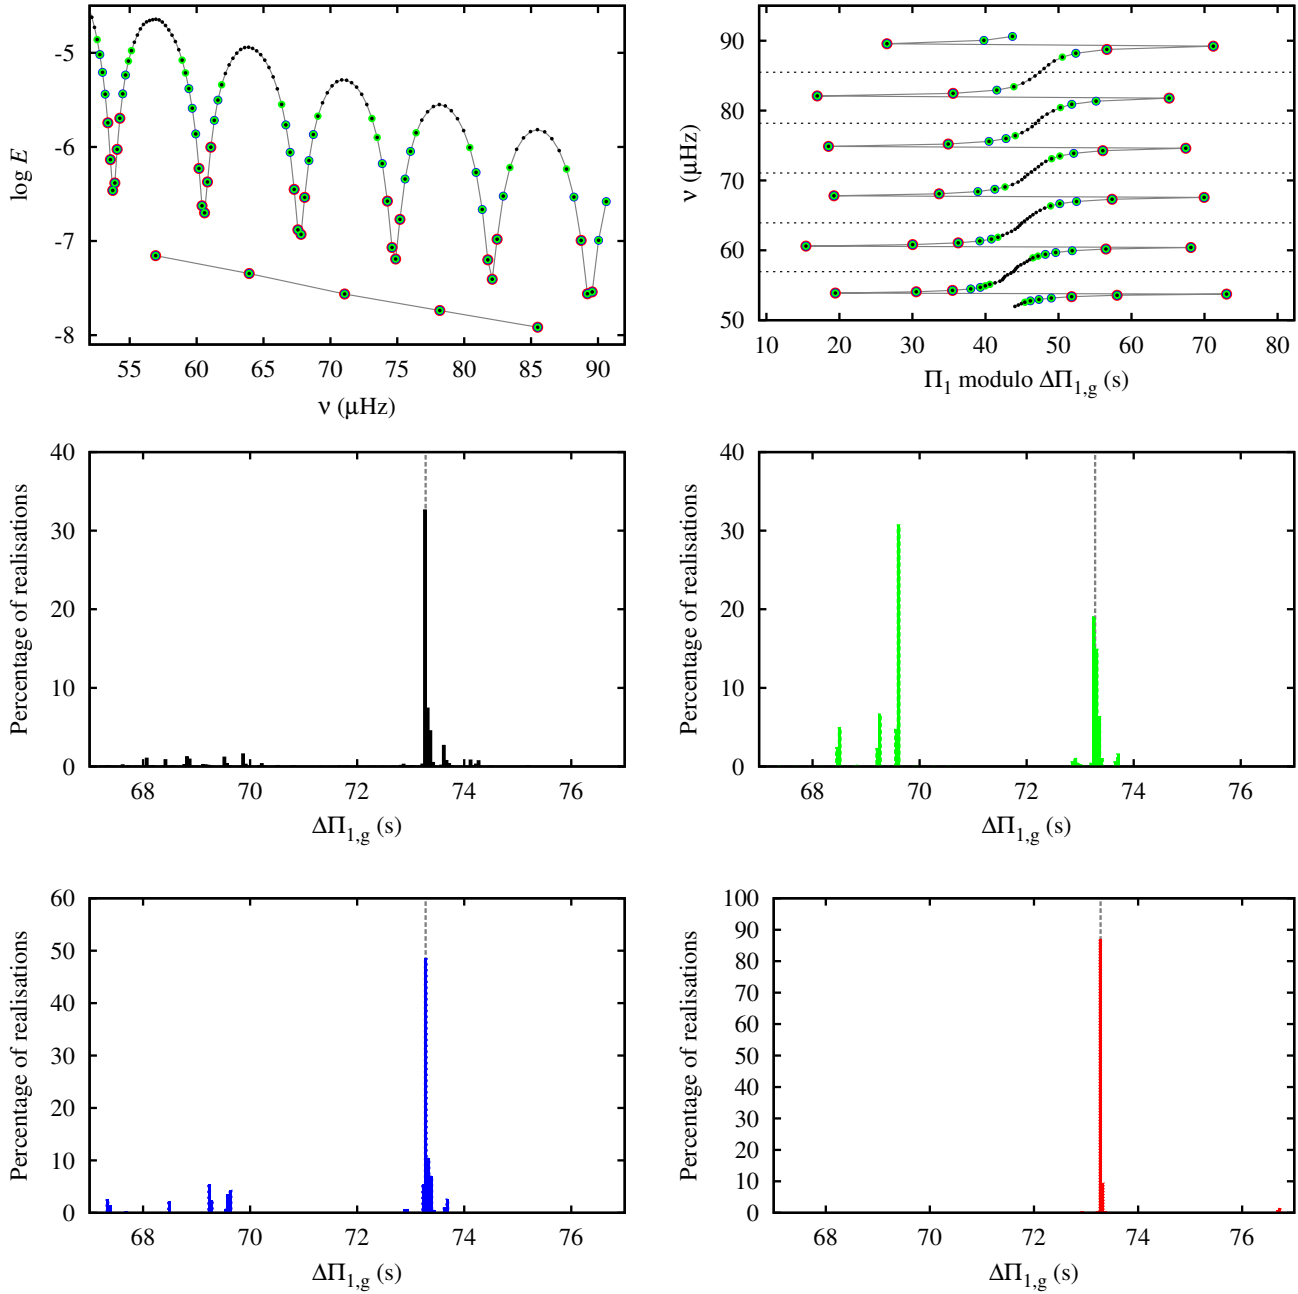 -5
-6
-7
-8
log E
55 60 65 70 75 80 85 90
ν (μHz)
90
80
70
60
50
ν (μHz)
10 20 30 40 50 60 70 80
Π₁ modulo ΔΠ₁,g (s)
40
30
20
10
0
Percentage of realisations
68 70 72 74 76
ΔΠ₁,g (s)
40
30
20
10
0
Percentage of realisations
68 70 72 74 76
ΔΠ₁,g (s)
60
50
40
30
20
10
0
Percentage of realisations
68 70 72 74 76
ΔΠ₁,g (s)
100
90
80
70
60
50
40
30
20
10
0
Percentage of realisations
68 70 72 74 76
ΔΠ₁,g (s)